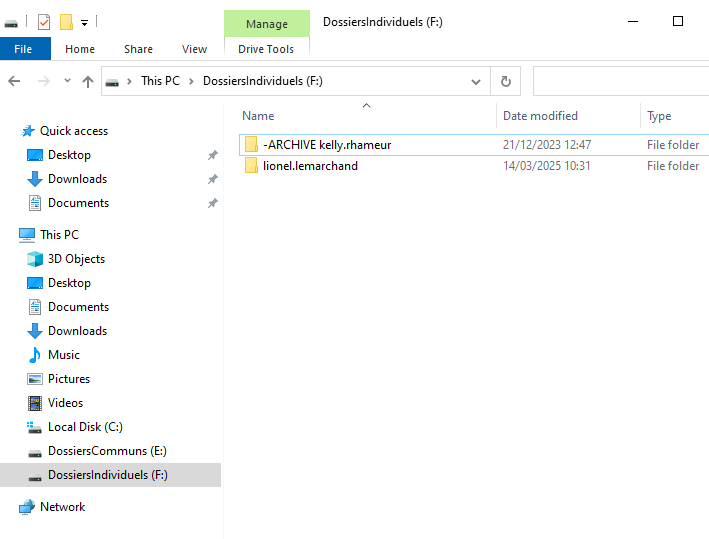 Manage
DossiersIndividuels (F:)
File
Home
Share
View
Drive Tools
This PC
DossiersIndividuels (F:)
Name
Date modified
Type
Quick access
Desktop
Downloads
Documents
This PC
3D Objects
Desktop
Documents
Downloads
Music
Pictures
Videos
Local Disk (C:)
DossiersCommuns (E:)
DossiersIndividuels (F:)
Network
-ARCHIVE kelly.rhameur 21/12/2023 12:47 File folder
lionel.lemarchand 14/03/2025 10:31 File folder